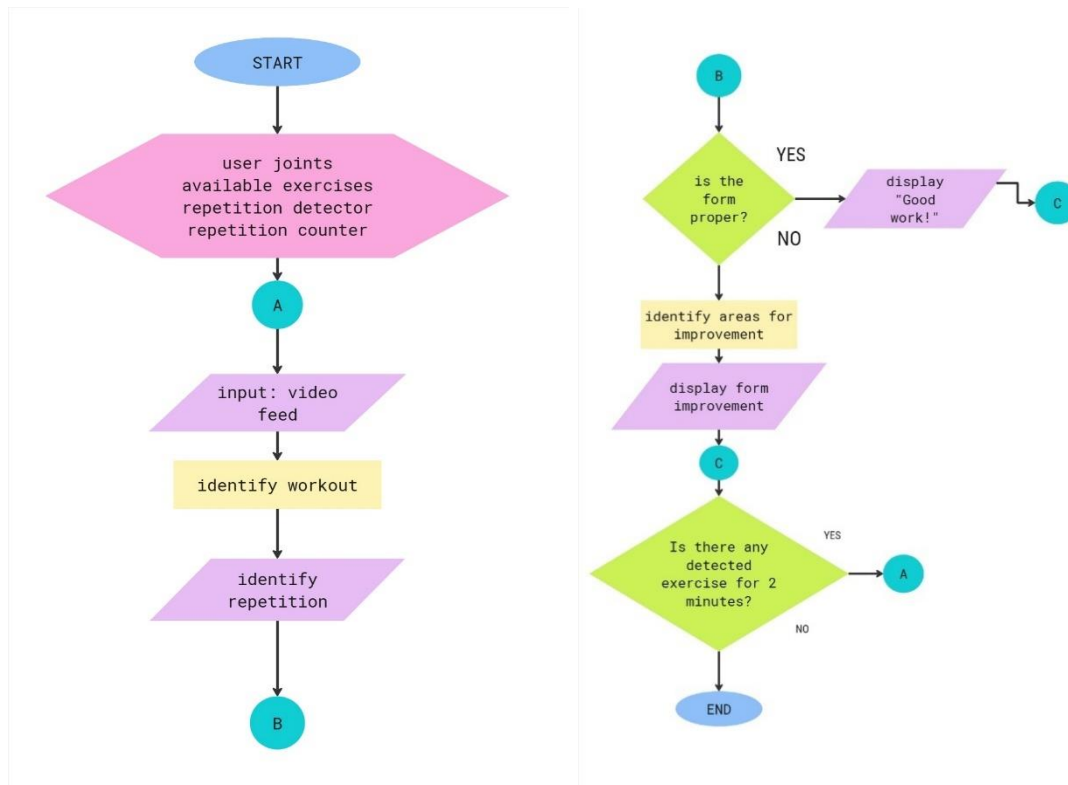 START
user joints
available exercises
repetition detector
repetition counter
A
input: video
feed
identify workout
identify
repetition
B
B
is the
form
proper?
YES
NO
display
"Good
work!"
C
identify areas for
improvement
display form
improvement
C
Is there any
detected
exercise for 2
minutes?
YES
NO
A
END